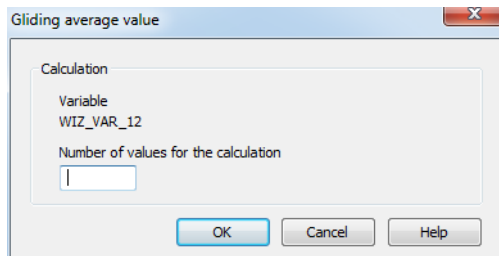 Gliding average value
Calculation
Variable
WIZ_VAR_12
Number of values for the calculation
OK Cancel Help